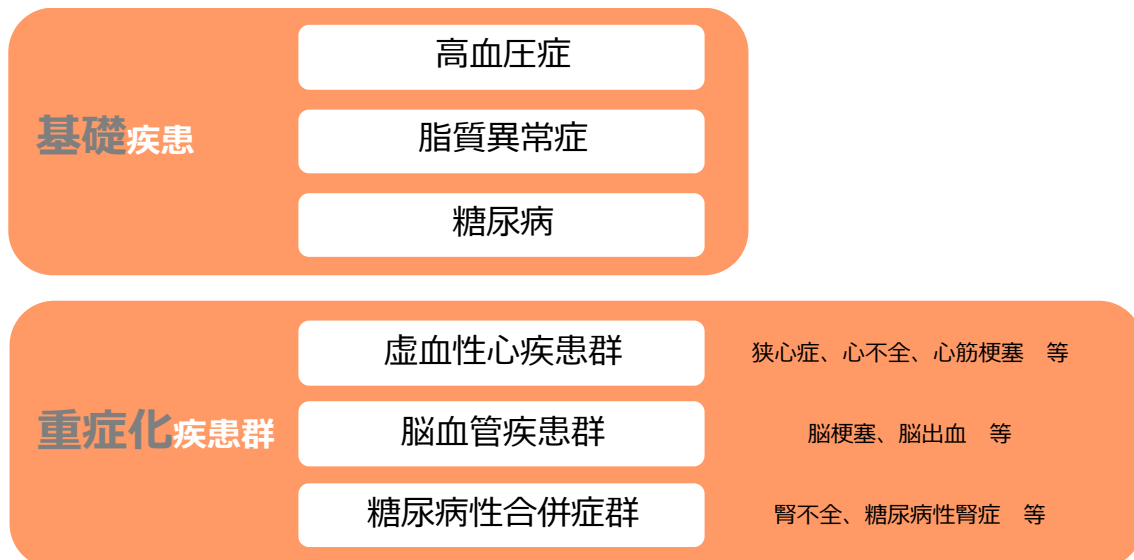 高血圧症
基礎疾患
脂質異常症
糖尿病
虚血性心疾患群 狭心症、心不全、心筋梗塞　等
重症化疾患群
脳血管疾患群 脳梗塞、脳出血　等
糖尿病性合併症群 腎不全、糖尿病性腎症　等